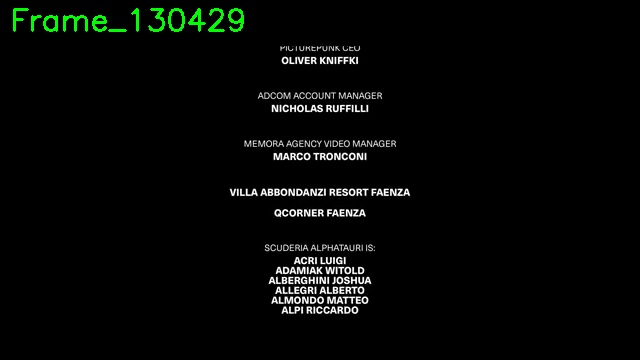 Frame_130429
PICTUREPUNK CEO
OLIVER KNIFFKI
ADCOM ACCOUNT MANAGER
NICHOLAS RUFFILLI
MEMORA AGENCY VIDEO MANAGER
MARCO TRONCONI
VILLA ABBONDANZI RESORT FAENZA
QCORNER FAENZA
SCUDERIA ALPHATAURI IS:
ACRI LUIGI
ADAMIAK WITOLD
ALBERGHINI JOSHUA
ALLEGRI ALBERTO
ALMONDO MATTEO
ALPI RICCARDO